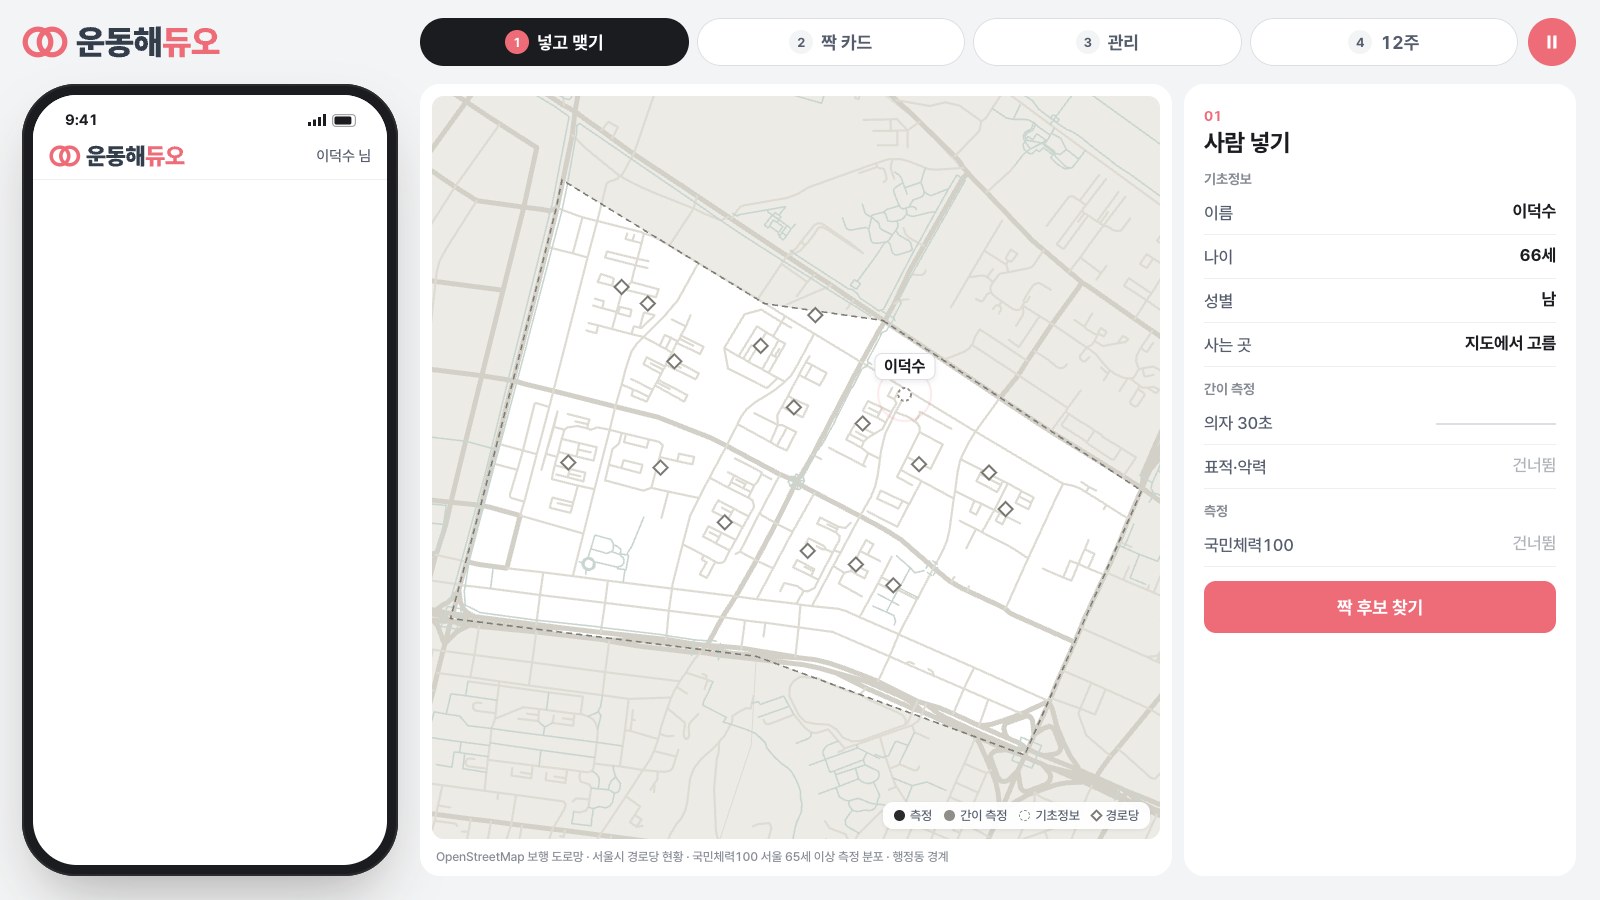 운동해듀오
1 넣고 맺기
2 짝 카드
3 관리
4 12주
9:41
운동해듀오
이덕수 님
이덕수
측정
간이 측정
기초정보
경로당
OpenStreetMap 보행 도로망 · 서울시 경로당 현황 · 국민체력100 서울 65세 이상 측정 분포 · 행정동 경계
01
사람 넣기
기초정보
이름 이덕수
나이 66세
성별 남
사는 곳 지도에서 고름
간이 측정
의자 30초
표적·악력 건너뜀
측정
국민체력100 건너뜀
짝 후보 찾기